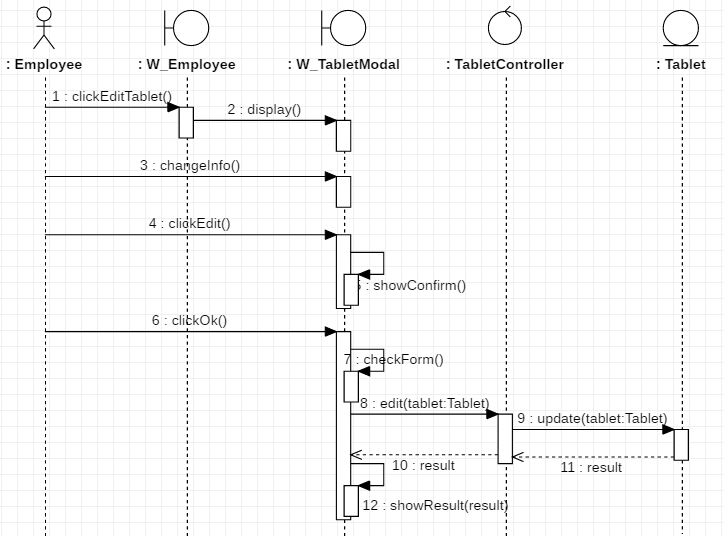 : Employee
: W_Employee
: W_TabletModal
: TabletController
: Tablet
1 : clickEditTablet()
2 : display()
3 : changeInfo()
4 : clickEdit()
5 : showConfirm()
6 : clickOk()
7 : checkForm()
8 : edit(tablet:Tablet)
9 : update(tablet:Tablet)
10 : result
11 : result
12 : showResult(result)